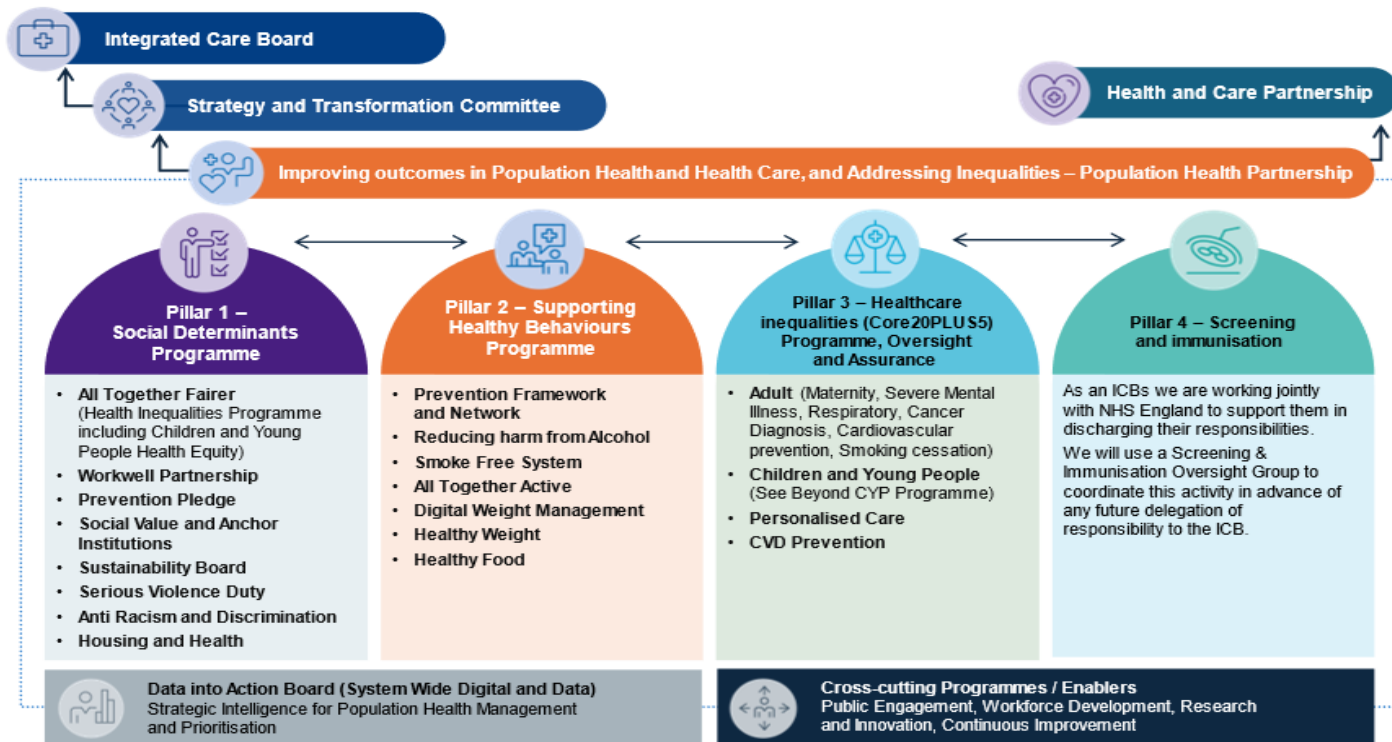 Integrated Care Board
Strategy and Transformation Committee
Health and Care Partnership
Improving outcomes in Population Health and Health Care, and Addressing Inequalities – Population Health Partnership
Pillar 1 –
Social Determinants
Programme
• All Together Fairer
(Health Inequalities Programme
including Children and Young
People Health Equity)
• Workwell Partnership
• Prevention Pledge
• Social Value and Anchor
Institutions
• Sustainability Board
• Serious Violence Duty
• Anti Racism and Discrimination
• Housing and Health
Pillar 2 – Supporting
Healthy Behaviours
Programme
• Prevention Framework
and Network
• Reducing harm from Alcohol
• Smoke Free System
• All Together Active
• Digital Weight Management
• Healthy Weight
• Healthy Food
Pillar 3 – Healthcare
inequalities (Core20PLUS5)
Programme, Oversight
and Assurance
• Adult (Maternity, Severe Mental
Illness, Respiratory, Cancer
Diagnosis, Cardiovascular
prevention, Smoking cessation)
• Children and Young People
(See Beyond CYP Programme)
• Personalised Care
• CVD Prevention
Pillar 4 – Screening
and immunisation
As an ICBs we are working jointly
with NHS England to support them in
discharging their responsibilities.
We will use a Screening &
Immunisation Oversight Group to
coordinate this activity in advance of
any future delegation of
responsibility to the ICB.
Data into Action Board (System Wide Digital and Data)
Strategic Intelligence for Population Health Management
and Prioritisation
Cross-cutting Programmes / Enablers
Public Engagement, Workforce Development, Research
and Innovation, Continuous Improvement